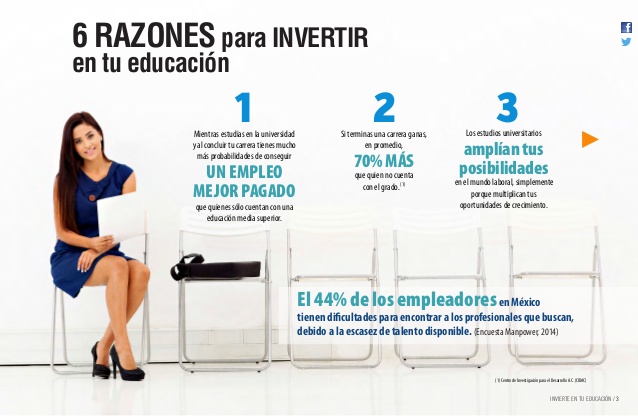 6 RAZONES para INVERTIR
en tu educación
1
Mientras estudias en la universidad
y al concluir tu carrera tienes mucho
más probabilidades de conseguir
UN EMPLEO
MEJOR PAGADO
que quienes sólo cuentan con una
educación media superior.
2
Si terminas una carrera ganas,
en promedio,
70% MÁS
que quien no cuenta
con el grado. (1)
3
Los estudios universitarios
amplían tus
posibilidades
en el mundo laboral, simplemente
porque multiplican tus
oportunidades de crecimiento.
El 44% de los empleadores en México
tienen dificultades para encontrar a los profesionales que buscan,
debido a la escasez de talento disponible. (Encuesta Manpower, 2014)
(1) Centro de Investigación para el Desarrollo A.C. (CIDAC)
INVIERTE EN TU EDUCACIÓN / 3